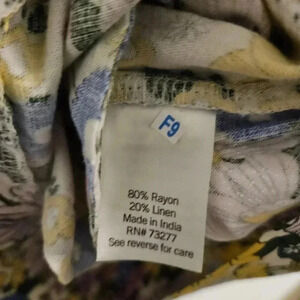 F9
80% Rayon
20% Linen
Made in India
RN# 73277
See reverse for care